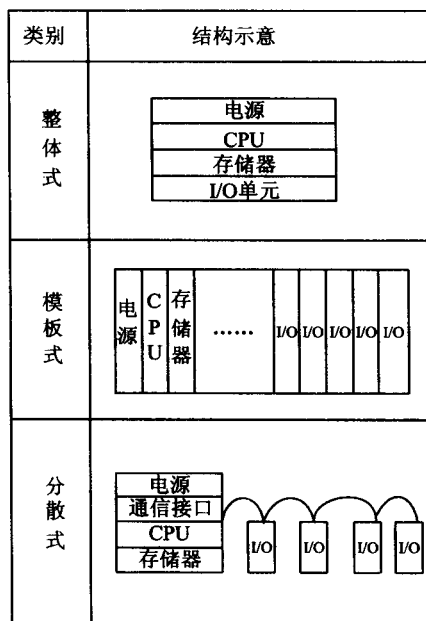 类别 结构示意
整体式
电源
CPU
存储器
I/O单元
模板式
电源 CPU 存储器 …… I/O I/O I/O I/O I/O
分散式
电源
通信接口
CPU
存储器
I/O I/O I/O I/O